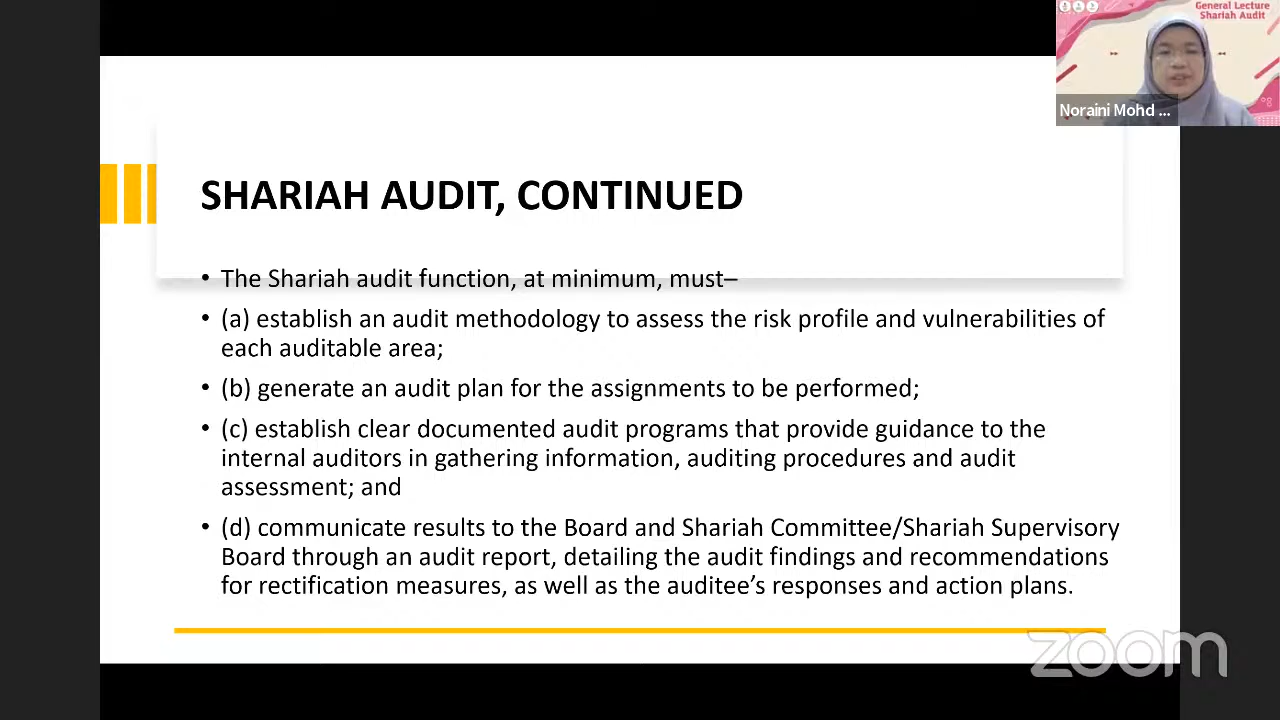 General Lecture
Shariah Audit
Noraini Mohd ...
SHARIAH AUDIT, CONTINUED
• The Shariah audit function, at minimum, must–
• (a) establish an audit methodology to assess the risk profile and vulnerabilities of
each auditable area;
• (b) generate an audit plan for the assignments to be performed;
• (c) establish clear documented audit programs that provide guidance to the
internal auditors in gathering information, auditing procedures and audit
assessment; and
• (d) communicate results to the Board and Shariah Committee/Shariah Supervisory
Board through an audit report, detailing the audit findings and recommendations
for rectification measures, as well as the auditee’s responses and action plans.
zoom